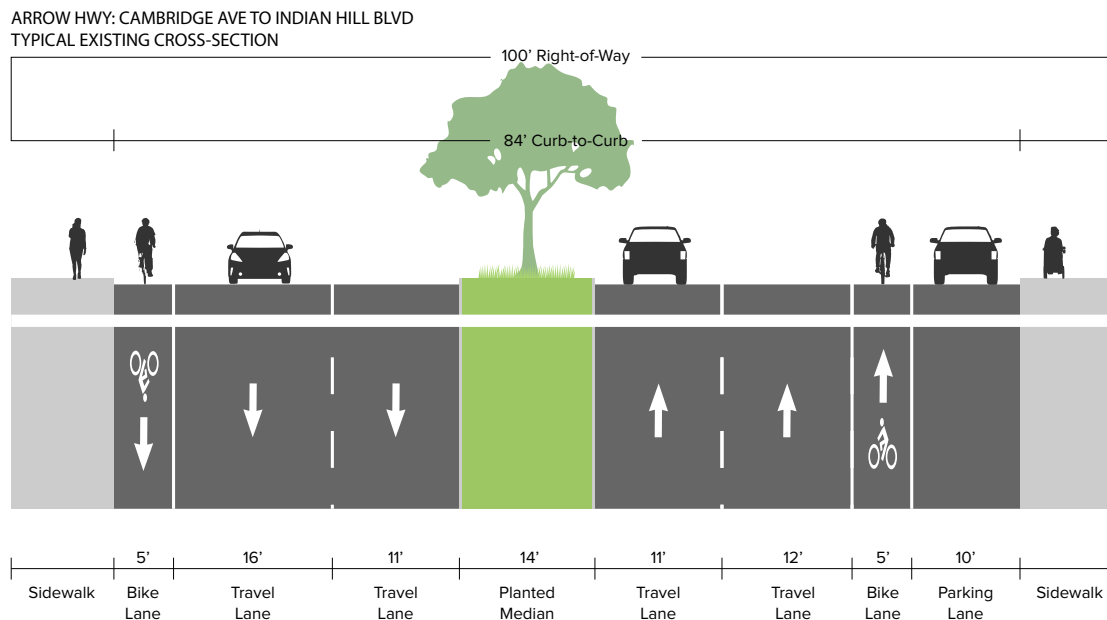 ARROW HWY: CAMBRIDGE AVE TO INDIAN HILL BLVD
TYPICAL EXISTING CROSS-SECTION
100’ Right-of-Way
84’ Curb-to-Curb
5’ 16’ 11’ 14’ 11’ 12’ 5’ 10’
Sidewalk Bike Travel Travel Planted Travel Travel Bike Parking Sidewalk
Lane Lane Lane Median Lane Lane Lane Lane